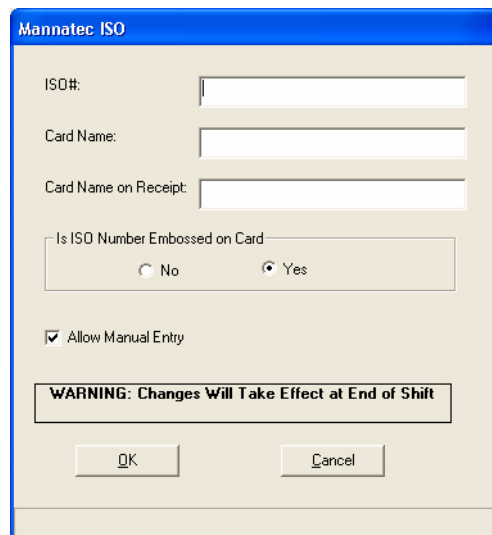 Mannatec ISO
ISO#:
Card Name:
Card Name on Receipt:
Is ISO Number Embossed on Card
No Yes
Allow Manual Entry
WARNING: Changes Will Take Effect at End of Shift
OK Cancel